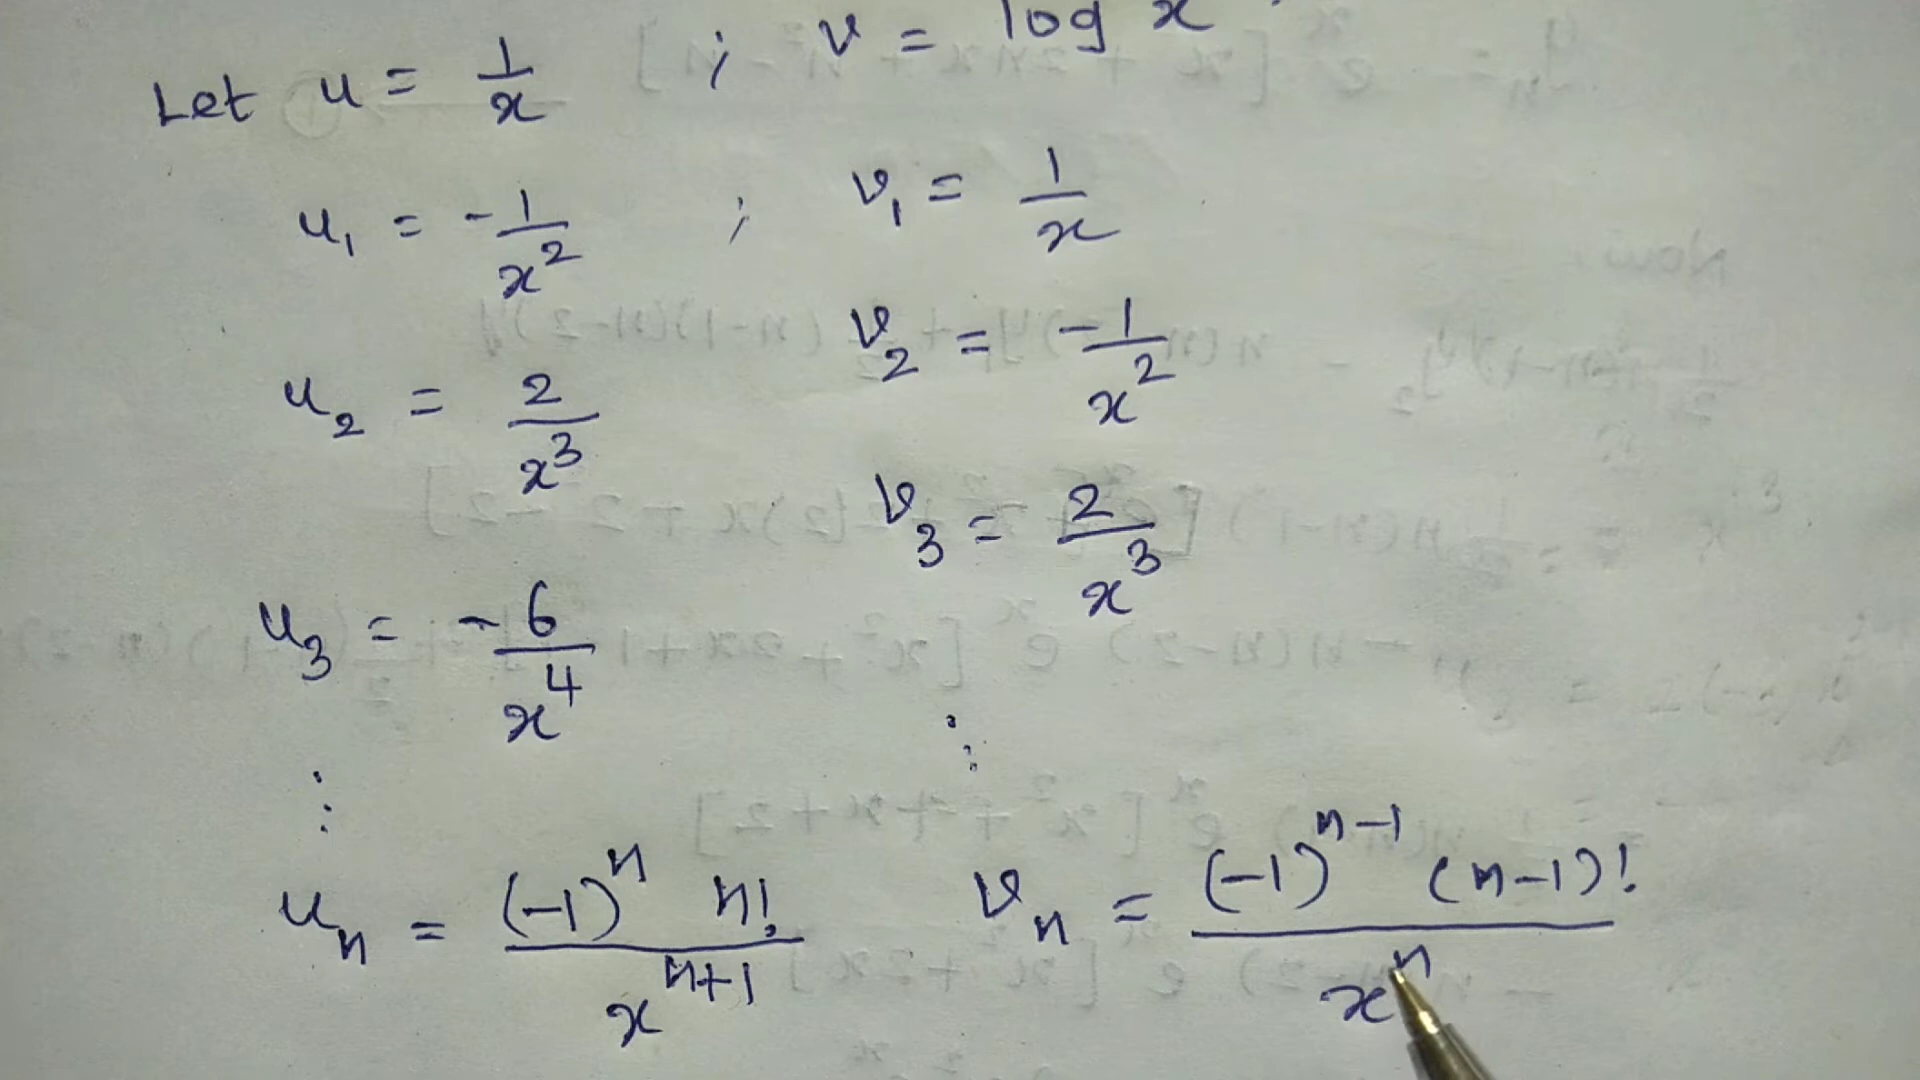 Let u = 1/x ; v = log x
u₁ = -1/x² ; v₁ = 1/x
u₂ = 2/x³ v₂ = -1/x²
u₃ = -6/x⁴ v₃ = 2/x³
⋮ ⋮
uₙ = (-1)ⁿ n!/xⁿ⁺¹ vₙ = (-1)ⁿ⁻¹ (n-1)!/xⁿ